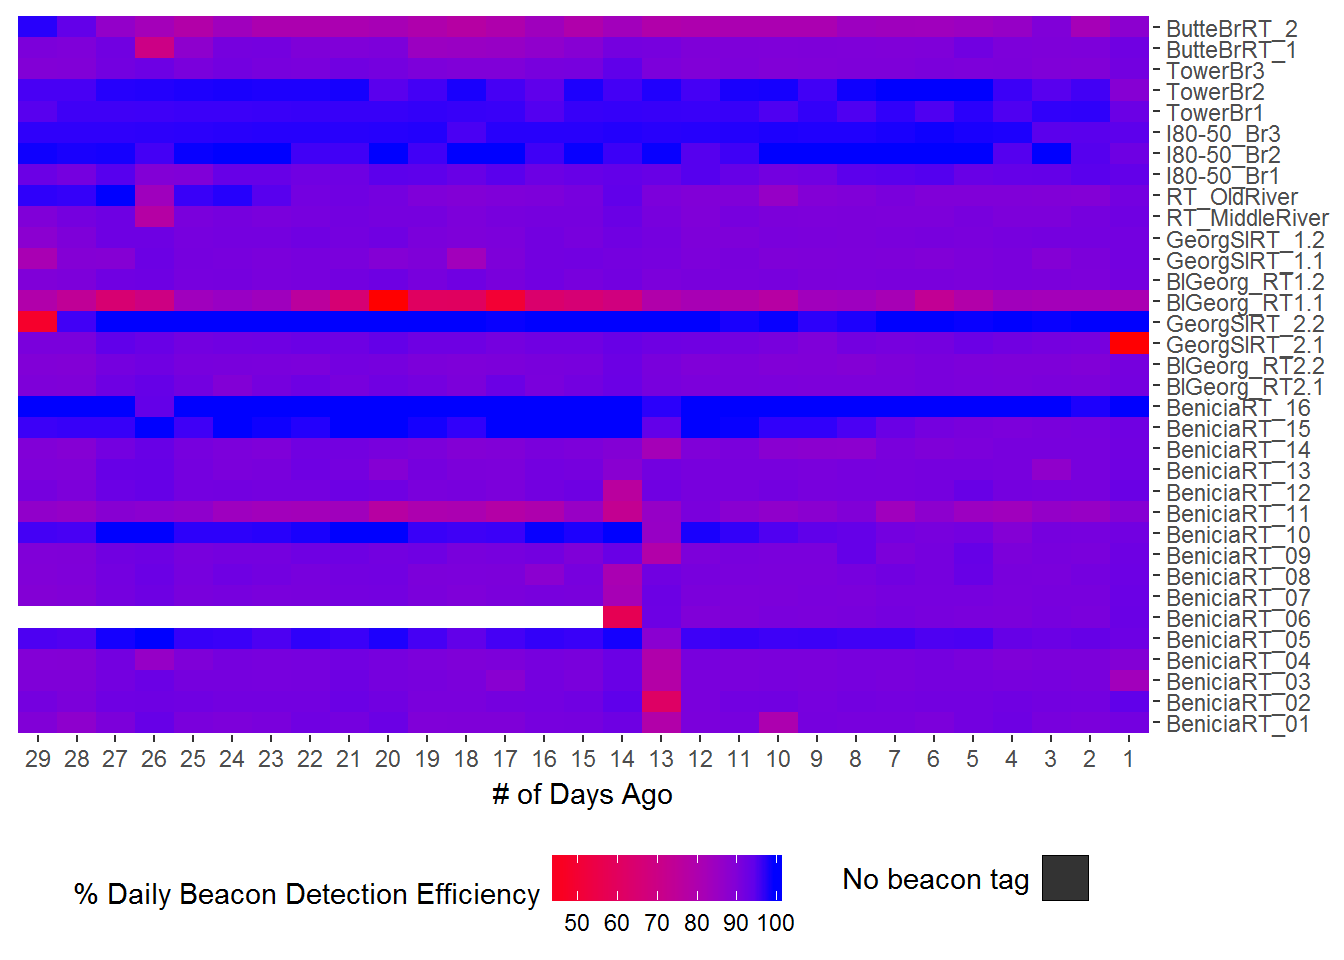 ButteBrRT_2
ButteBrRT_1
TowerBr3
TowerBr2
TowerBr1
I80-50_Br3
I80-50_Br2
I80-50_Br1
RT_OldRiver
RT_MiddleRiver
GeorgSlRT_1.2
GeorgSlRT_1.1
BlGeorg_RT1.2
BlGeorg_RT1.1
GeorgSlRT_2.2
GeorgSlRT_2.1
BlGeorg_RT2.2
BlGeorg_RT2.1
BeniciaRT_16
BeniciaRT_15
BeniciaRT_14
BeniciaRT_13
BeniciaRT_12
BeniciaRT_11
BeniciaRT_10
BeniciaRT_09
BeniciaRT_08
BeniciaRT_07
BeniciaRT_06
BeniciaRT_05
BeniciaRT_04
BeniciaRT_03
BeniciaRT_02
BeniciaRT_01
29 28 27 26 25 24 23 22 21 20 19 18 17 16 15 14 13 12 11 10 9 8 7 6 5 4 3 2 1
# of Days Ago
% Daily Beacon Detection Efficiency
50 60 70 80 90 100
No beacon tag